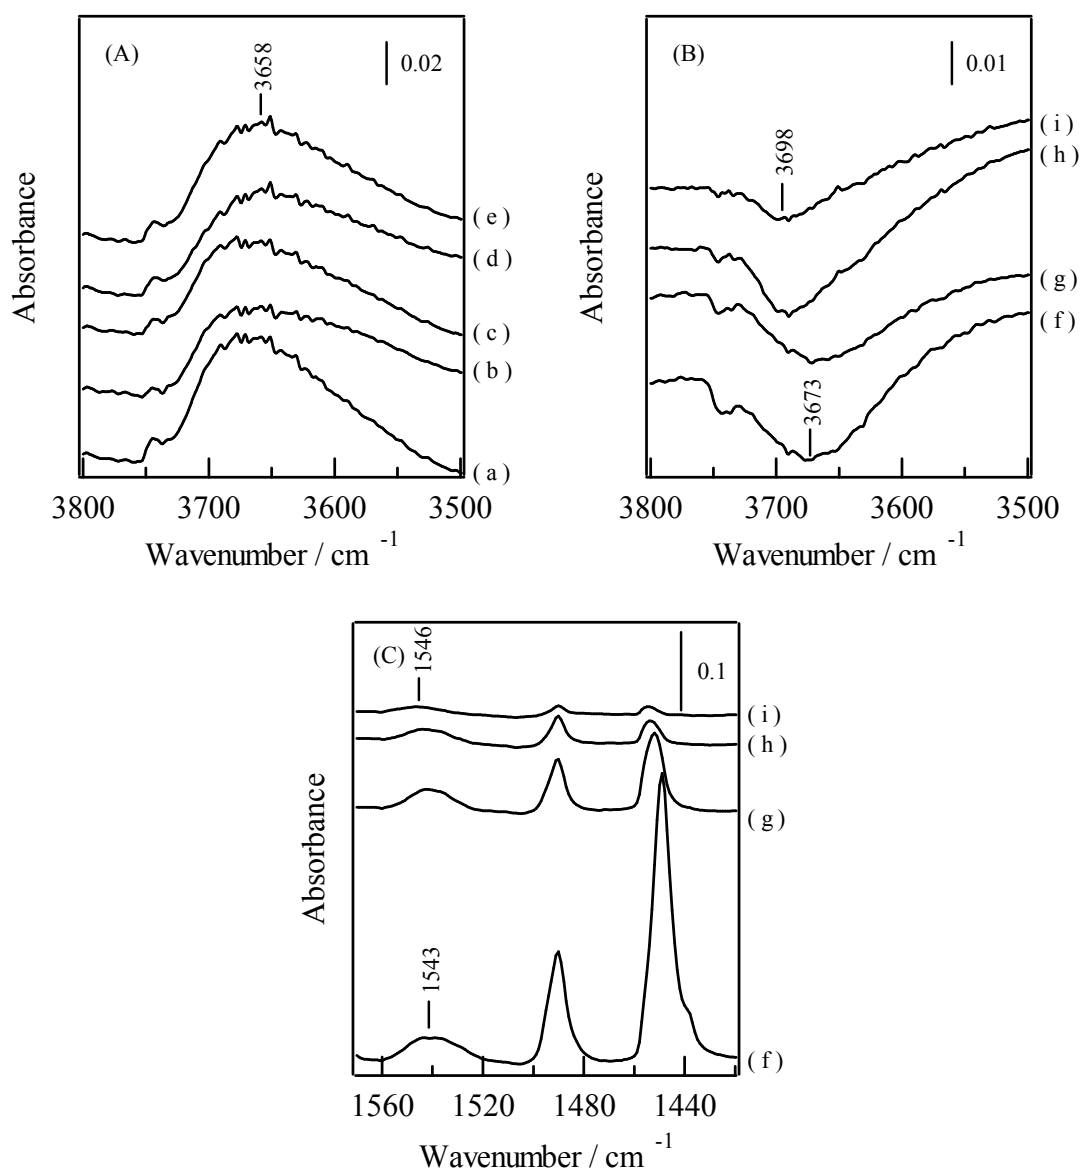 (A)
3658
0.02
( e )
( d )
( c )
( b )
( a )
Absorbance
3800 3700 3600 3500
Wavenumber / cm -1
(B)
0.01
3698
3673
( i )
( h )
( g )
( f )
Absorbance
3800 3700 3600 3500
Wavenumber / cm -1
(C)
1546
0.1
( i )
( h )
( g )
1543
( f )
Absorbance
1560 1520 1480 1440
Wavenumber / cm -1